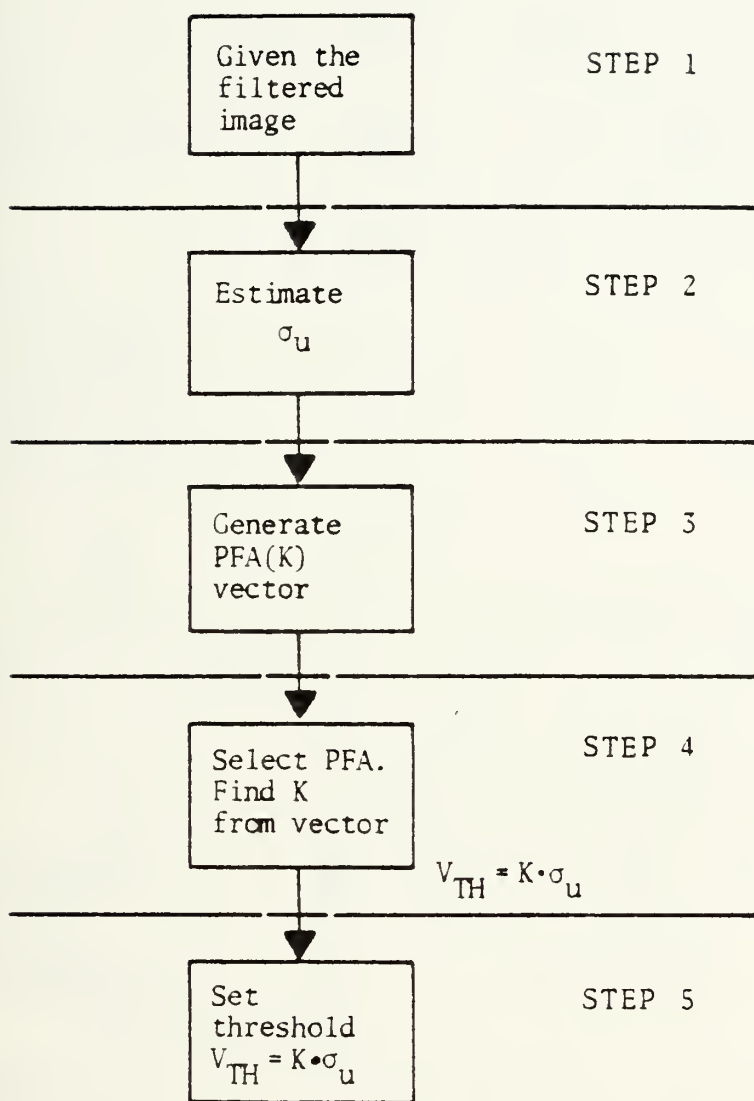 Given the
filtered
image
STEP 1
Estimate
σu
STEP 2
Generate
PFA(K)
vector
STEP 3
Select PFA.
Find K
from vector
STEP 4
VTH = K·σu
Set
threshold
VTH = K•σu
STEP 5